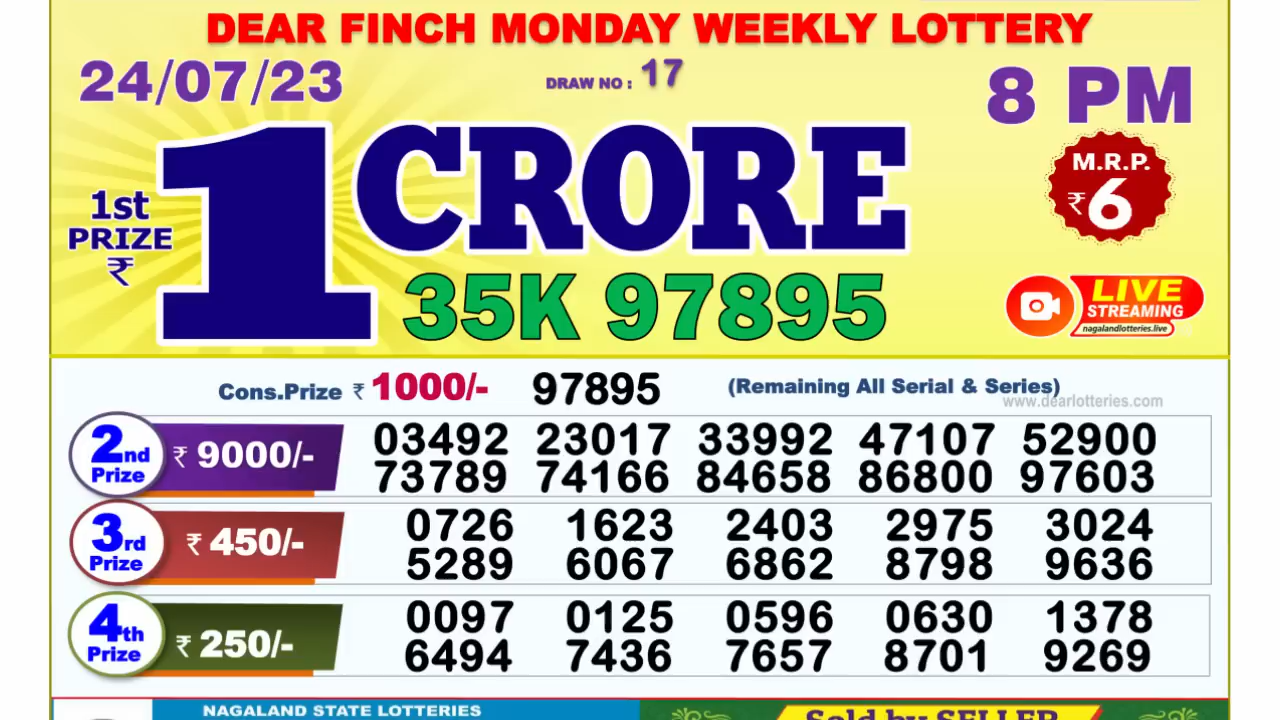 DEAR FINCH MONDAY WEEKLY LOTTERY
24/07/23
DRAW NO : 17
8 PM
1st
PRIZE
₹
1 CRORE
M.R.P.
₹ 6
35K 97895
LIVE
STREAMING
nagalandlotteries.live
Cons.Prize ₹ 1000/- 97895 (Remaining All Serial & Series)
www.dearlotteries.com
2nd Prize ₹ 9000/-
03492 23017 33992 47107 52900
73789 74166 84658 86800 97603
3rd Prize ₹ 450/-
0726 1623 2403 2975 3024
5289 6067 6862 8798 9636
4th Prize ₹ 250/-
0097 0125 0596 0630 1378
6494 7436 7657 8701 9269
NAGALAND STATE LOTTERIES
Sold by SELLER